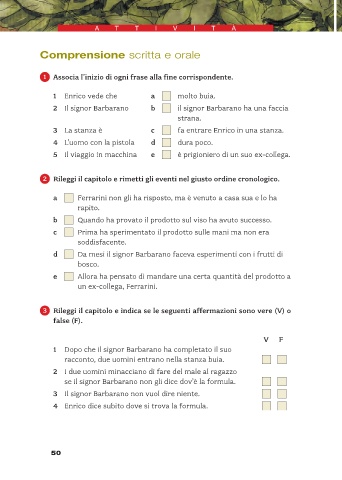 ATTIVITÀ
Comprensione scritta e orale
1 Associa l'inizio di ogni frase alla fine corrispondente.
1 Enrico vede che a molto buia.
2 Il signor Barbarano b il signor Barbarano ha una faccia
strana.
3 La stanza è c fa entrare Enrico in una stanza.
4 L'uomo con la pistola d dura poco.
5 Il viaggio in macchina e è prigioniero di un suo ex-collega.
2 Rileggi il capitolo e rimetti gli eventi nel giusto ordine cronologico.
a Ferrarini non gli ha risposto, ma è venuto a casa sua e lo ha
rapito.
b Quando ha provato il prodotto sul viso ha avuto successo.
c Prima ha sperimentato il prodotto sulle mani ma non era
soddisfacente.
d Da mesi il signor Barbarano faceva esperimenti con i frutti di
bosco.
e Allora ha pensato di mandare una certa quantità del prodotto a
un ex-collega, Ferrarini.
3 Rileggi il capitolo e indica se le seguenti affermazioni sono vere (V) o
false (F).
V F
1 Dopo che il signor Barbarano ha completato il suo
racconto, due uomini entrano nella stanza buia.
2 I due uomini minacciano di fare del male al ragazzo
se il signor Barbarano non gli dice dov'è la formula.
3 Il signor Barbarano non vuol dire niente.
4 Enrico dice subito dove si trova la formula.
50